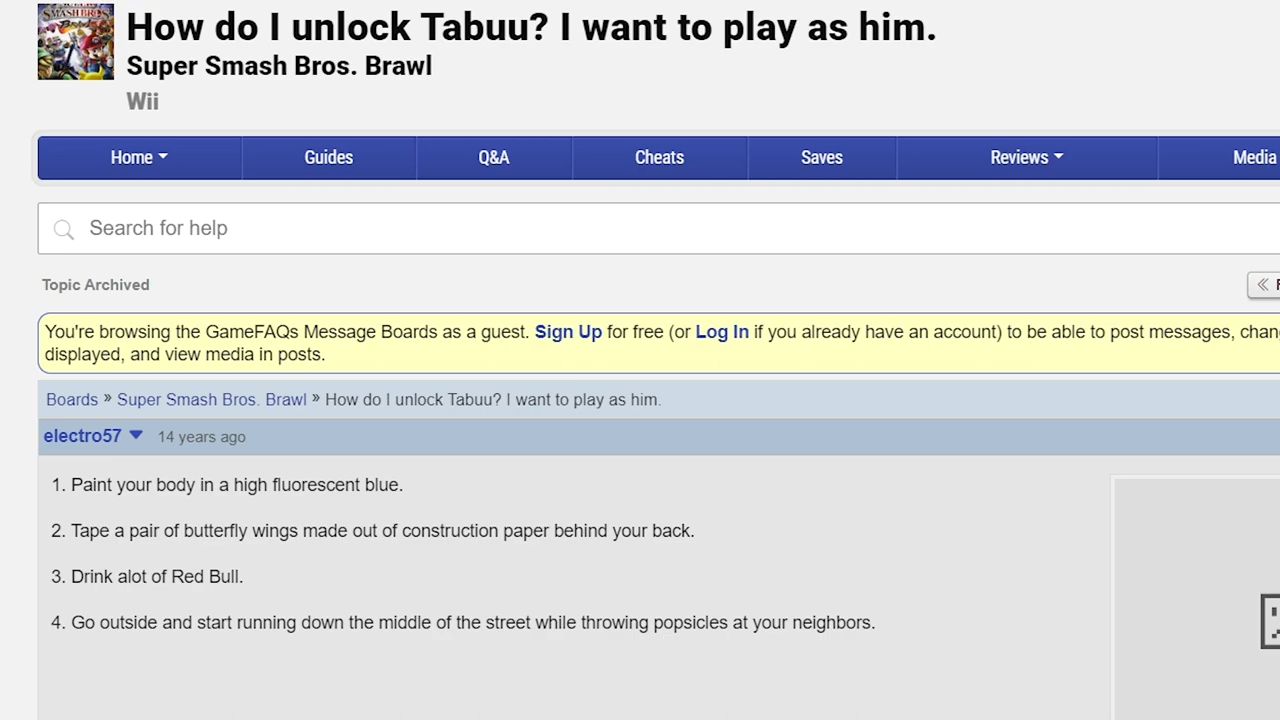 SMASH BROS.
How do I unlock Tabuu? I want to play as him.
Super Smash Bros. Brawl
Wii
Home Guides Q&A Cheats Saves Reviews Media
Search for help
Topic Archived
You're browsing the GameFAQs Message Boards as a guest. Sign Up for free (or Log In if you already have an account) to be able to post messages, chan
displayed, and view media in posts.
Boards » Super Smash Bros. Brawl » How do I unlock Tabuu? I want to play as him.
electro57 14 years ago
1. Paint your body in a high fluorescent blue.
2. Tape a pair of butterfly wings made out of construction paper behind your back.
3. Drink alot of Red Bull.
4. Go outside and start running down the middle of the street while throwing popsicles at your neighbors.